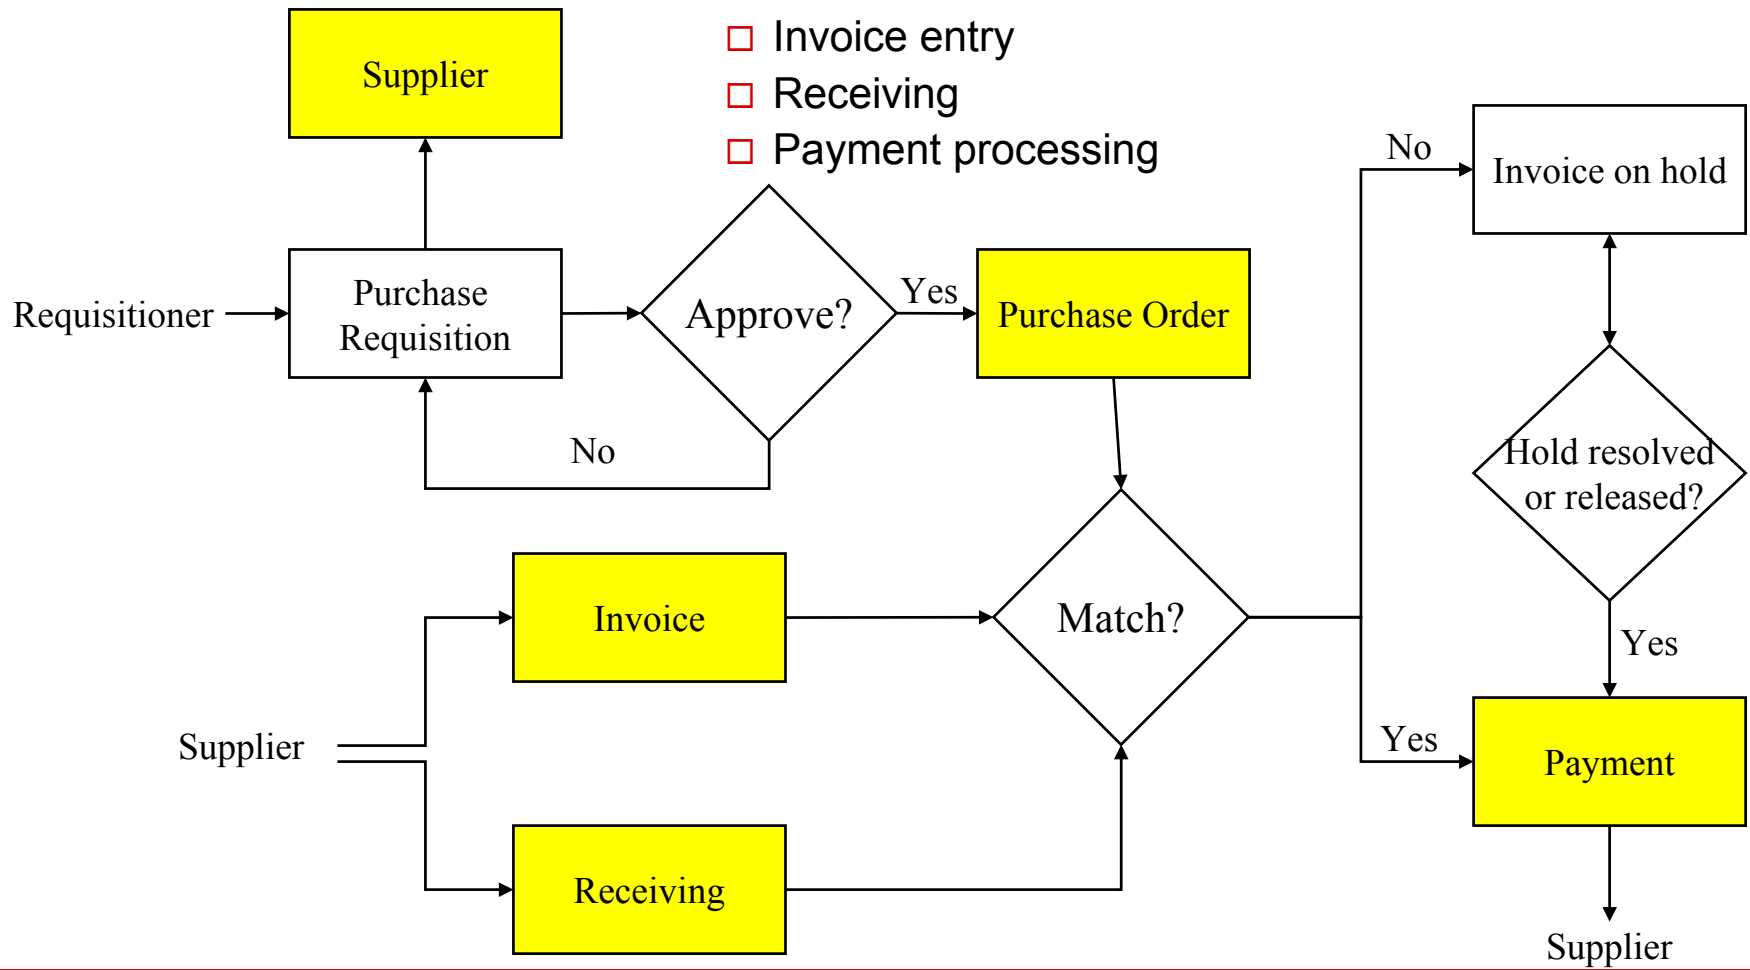 Supplier
Invoice entry
Receiving
Payment processing
No
Invoice on hold
Requisitioner
Purchase
Requisition
Approve?
Yes
Purchase Order
No
Hold resolved
or released?
Invoice
Match?
Yes
Supplier
Yes
Payment
Receiving
Supplier